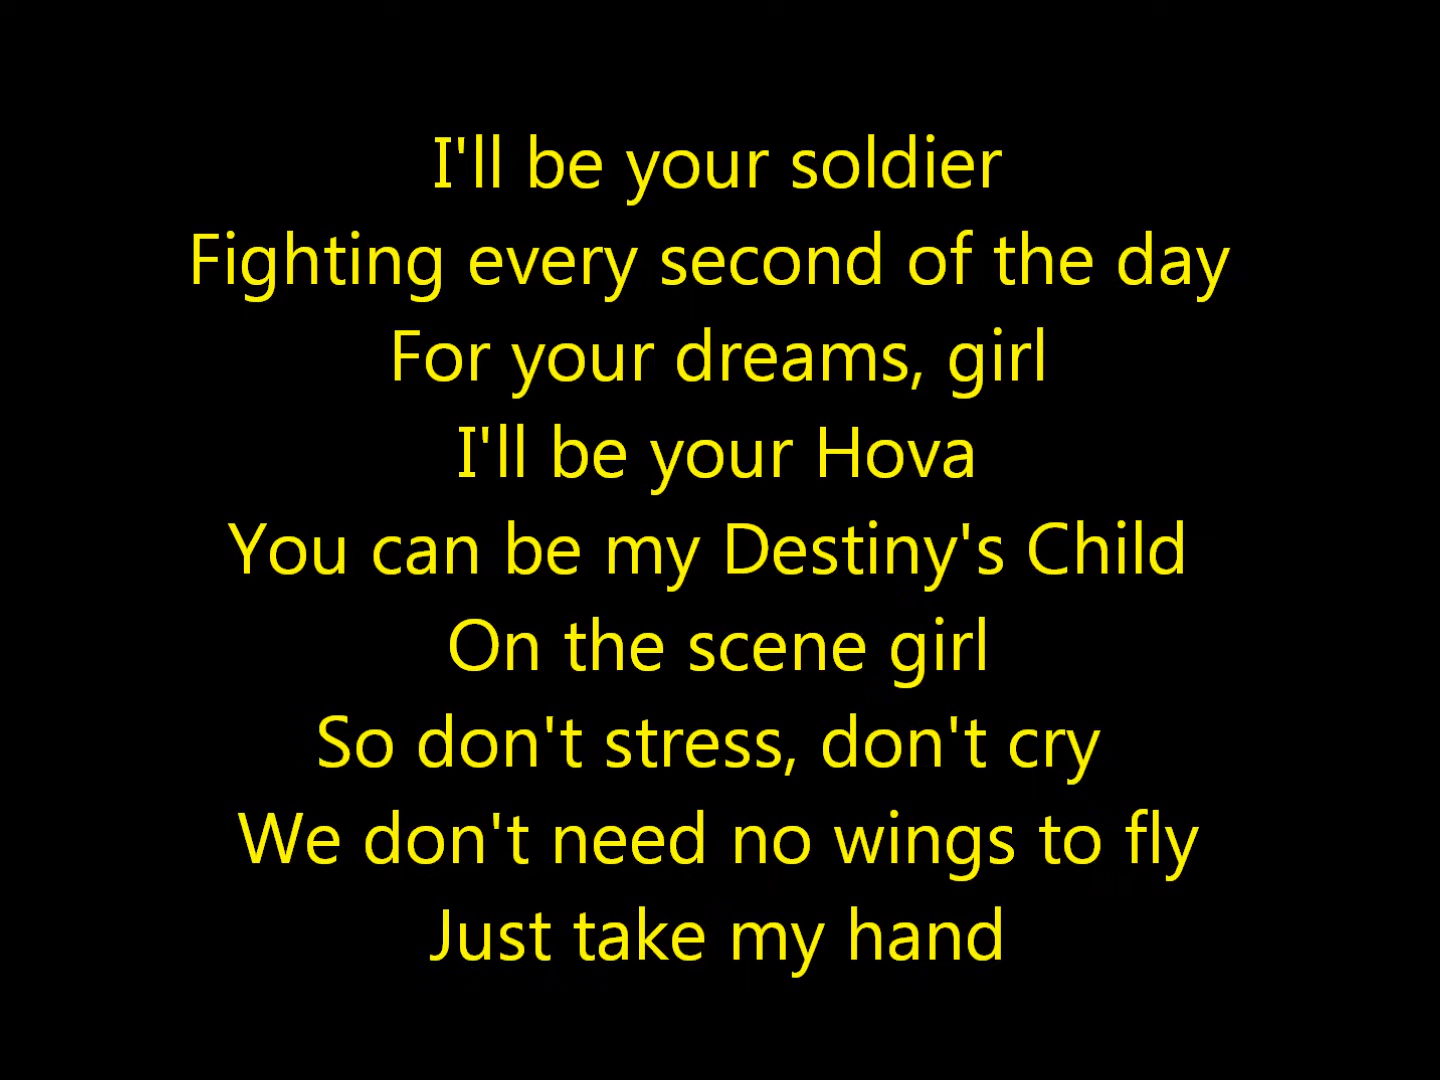 I'll be your soldier
Fighting every second of the day
For your dreams, girl
I'll be your Hova
You can be my Destiny's Child
On the scene girl
So don't stress, don't cry
We don't need no wings to fly
Just take my hand